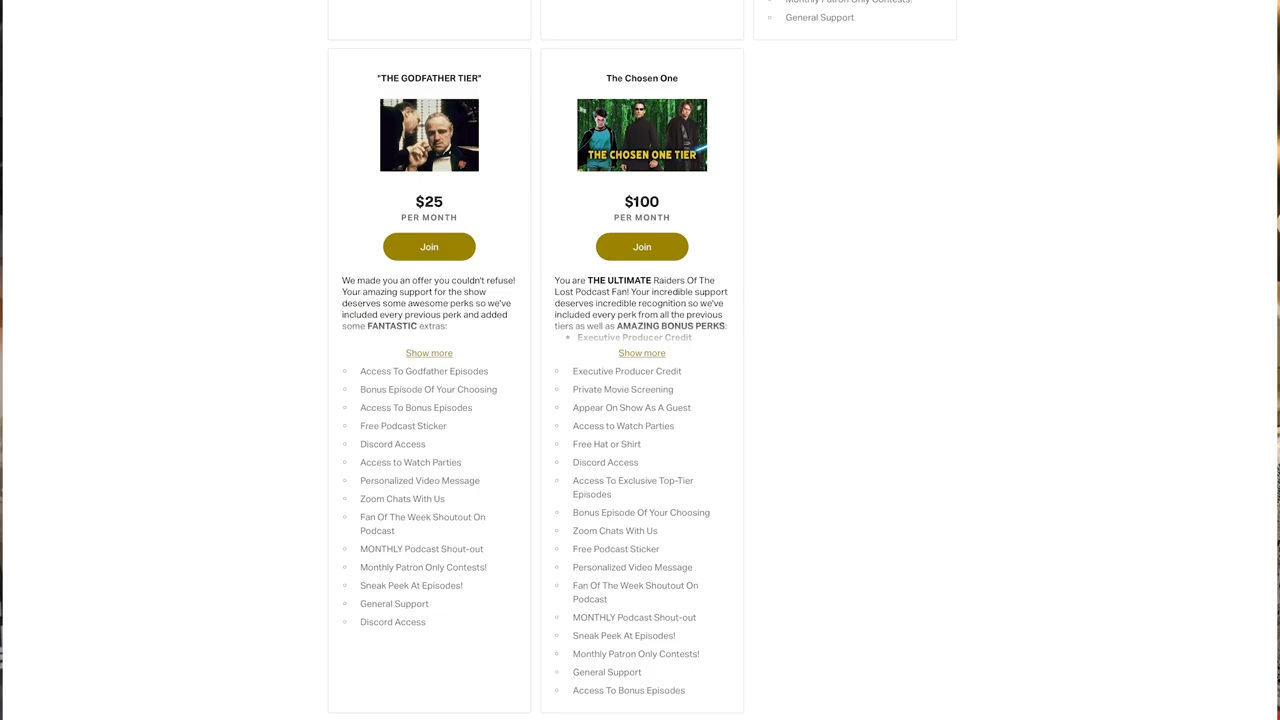 Monthly Patron Only Contests!
General Support
"THE GODFATHER TIER"
$25
PER MONTH
Join
We made you an offer you couldn't refuse!
Your amazing support for the show
deserves some awesome perks so we've
included every previous perk and added
some FANTASTIC extras:
Show more
Access To Godfather Episodes
Bonus Episode Of Your Choosing
Access To Bonus Episodes
Free Podcast Sticker
Discord Access
Access to Watch Parties
Personalized Video Message
Zoom Chats With Us
Fan Of The Week Shoutout On
Podcast
MONTHLY Podcast Shout-out
Monthly Patron Only Contests!
Sneak Peek At Episodes!
General Support
Discord Access
The Chosen One
THE CHOSEN ONE TIER
$100
PER MONTH
Join
You are THE ULTIMATE Raiders Of The
Lost Podcast Fan! Your incredible support
deserves incredible recognition so we've
included every perk from all the previous
tiers as well as AMAZING BONUS PERKS:
Executive Producer Credit
Show more
Executive Producer Credit
Private Movie Screening
Appear On Show As A Guest
Access to Watch Parties
Free Hat or Shirt
Discord Access
Access To Exclusive Top-Tier
Episodes
Bonus Episode Of Your Choosing
Zoom Chats With Us
Free Podcast Sticker
Personalized Video Message
Fan Of The Week Shoutout On
Podcast
MONTHLY Podcast Shout-out
Sneak Peek At Episodes!
Monthly Patron Only Contests!
General Support
Access To Bonus Episodes